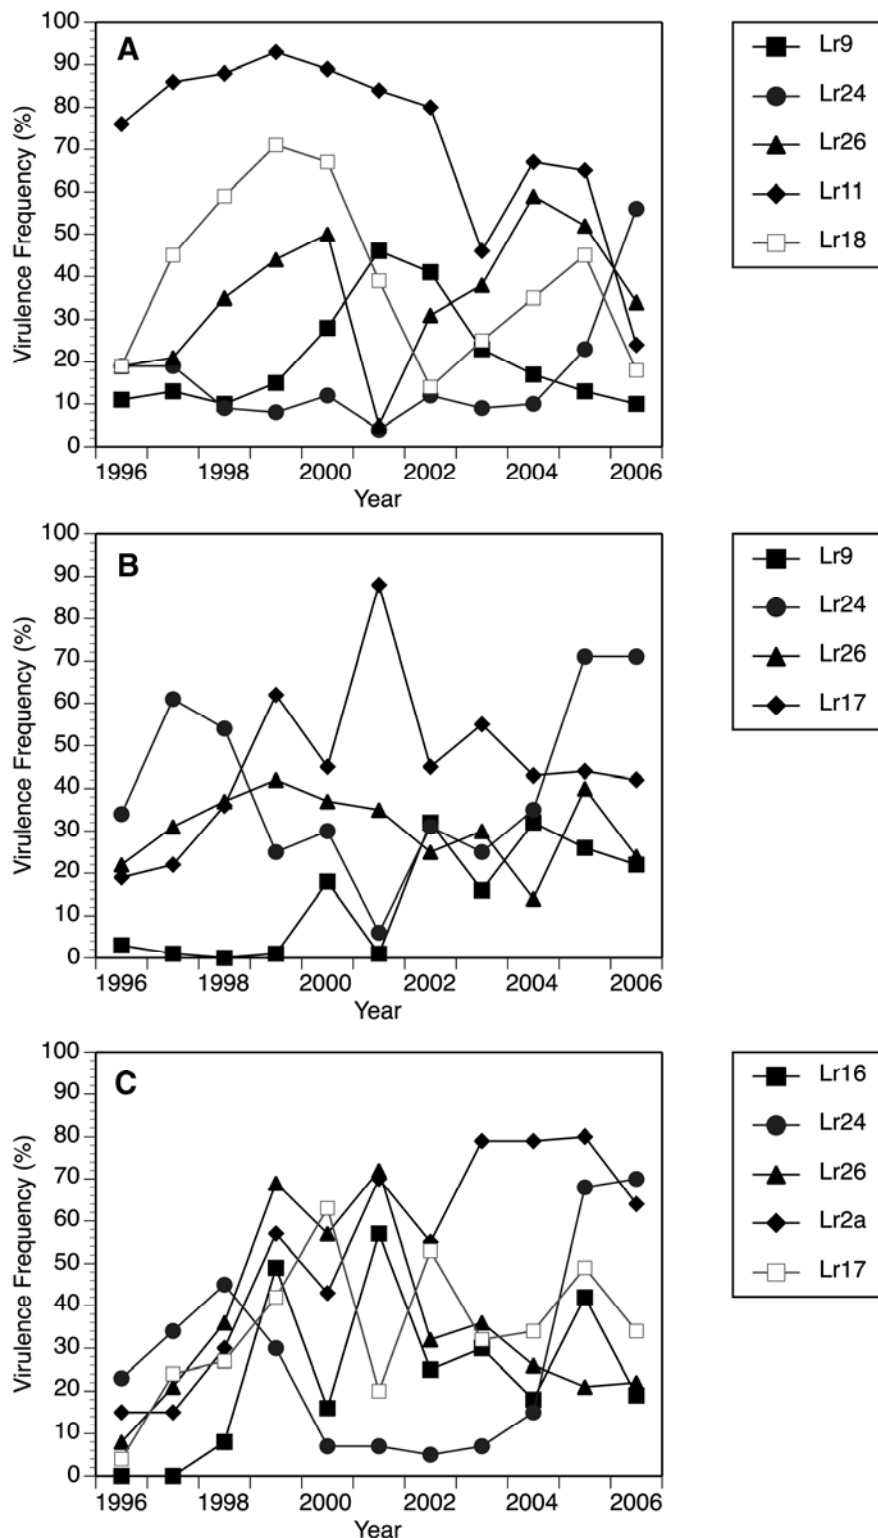 A
Virulence Frequency (%)
100
90
80
70
60
50
40
30
20
10
0
1996 1998 2000 2002 2004 2006
Year
Lr9
Lr24
Lr26
Lr11
Lr18
B
Virulence Frequency (%)
100
90
80
70
60
50
40
30
20
10
0
1996 1998 2000 2002 2004 2006
Year
Lr9
Lr24
Lr26
Lr17
C
Virulence Frequency (%)
100
90
80
70
60
50
40
30
20
10
0
1996 1998 2000 2002 2004 2006
Year
Lr16
Lr24
Lr26
Lr2a
Lr17